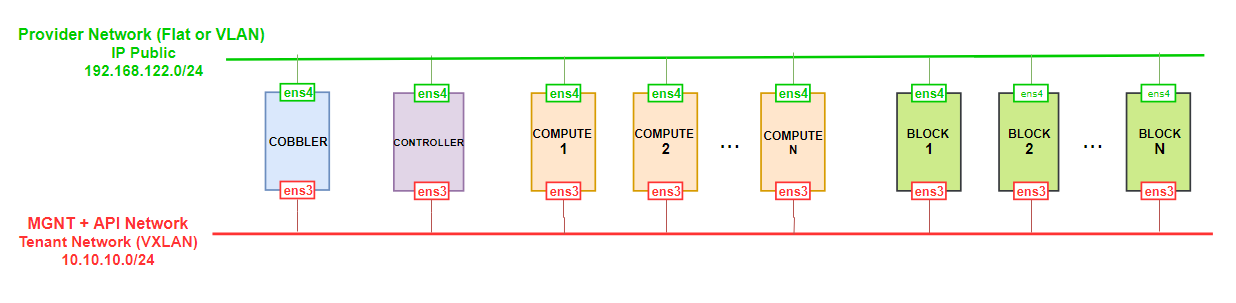 Provider Network (Flat or VLAN)
IP Public
192.168.122.0/24
ens4
ens4
ens4
ens4
ens4
ens4
ens4
ens4
COBBLER
CONTROLLER
COMPUTE
1
COMPUTE
2
...
COMPUTE
N
BLOCK
1
BLOCK
2
...
BLOCK
N
ens3
ens3
ens3
ens3
ens3
ens3
ens3
ens3
MGNT + API Network
Tenant Network (VXLAN)
10.10.10.0/24